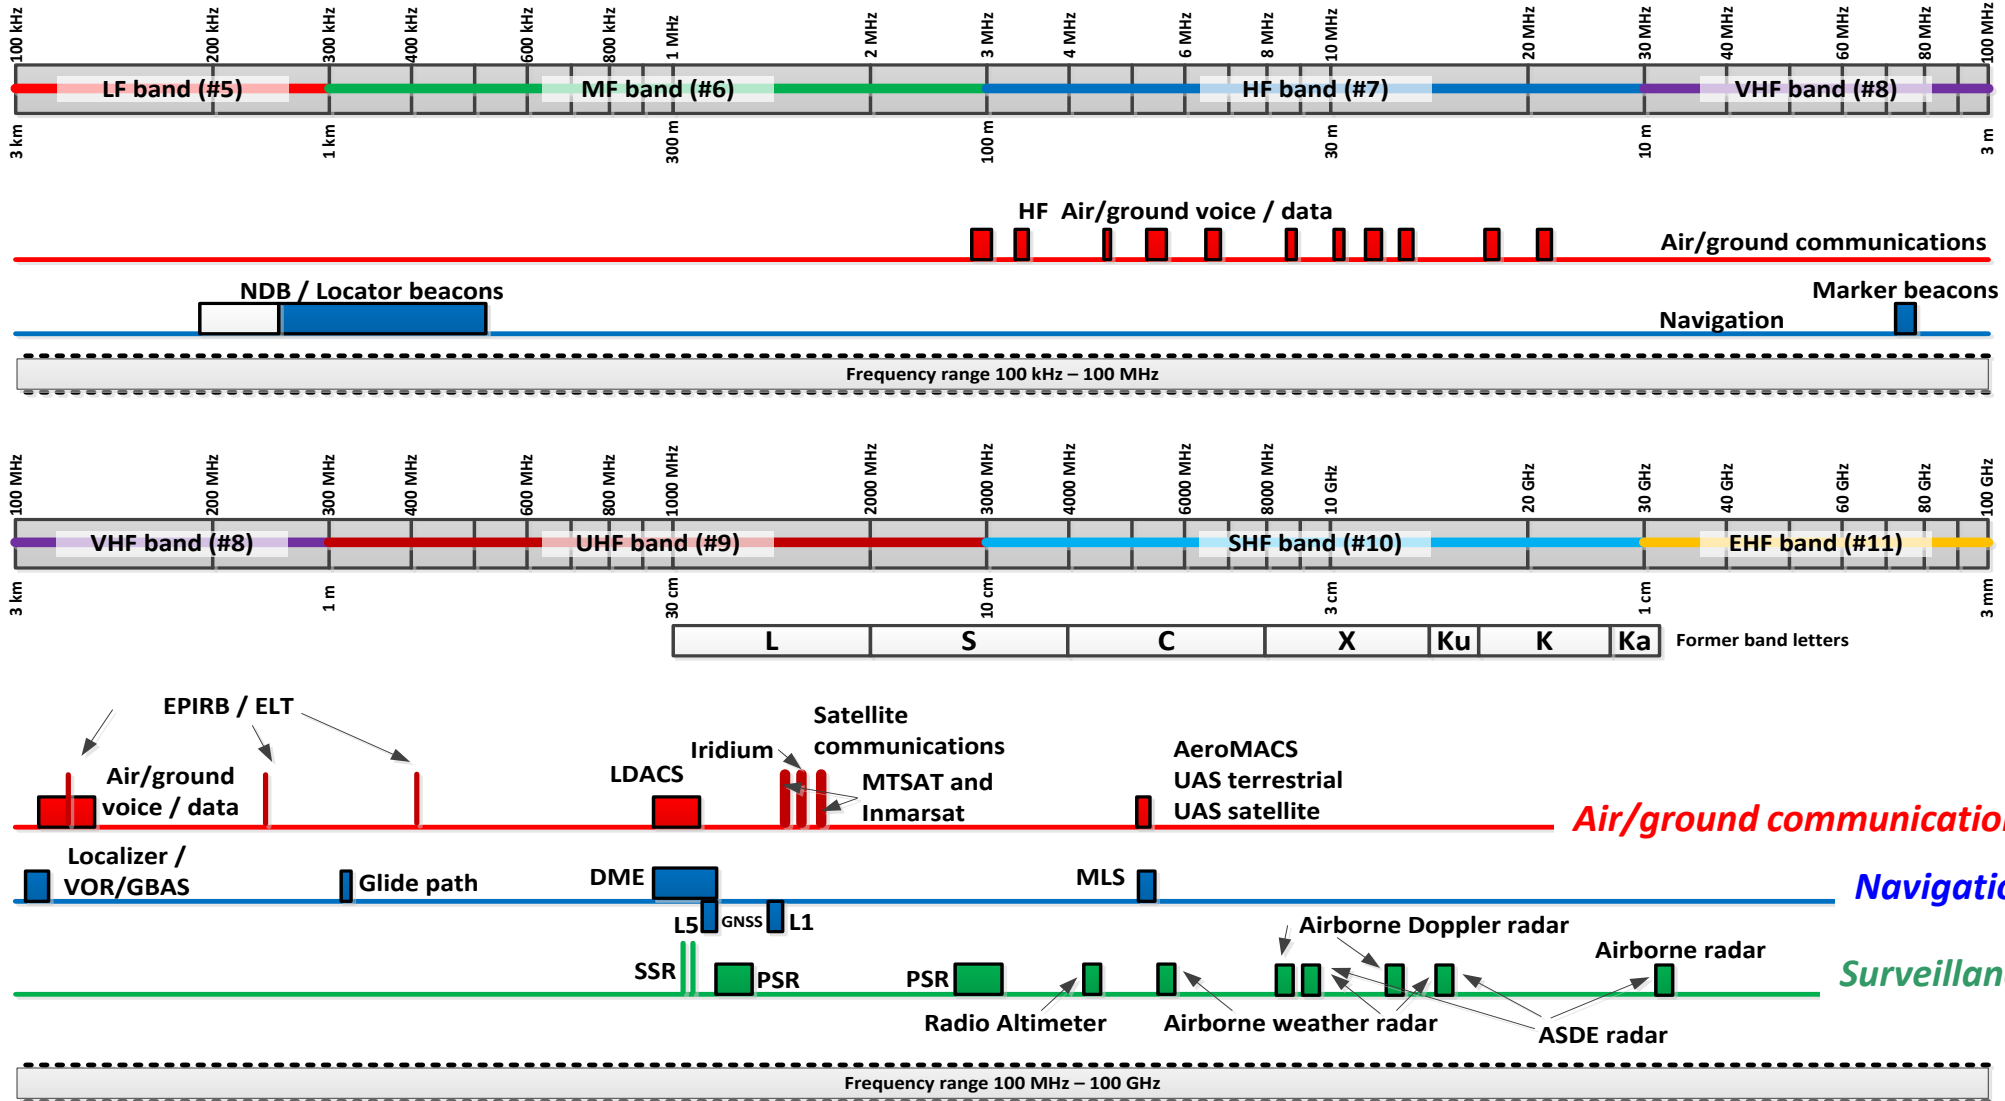 100 kHz 200 kHz 300 kHz 400 kHz 600 kHz 800 kHz 1 MHz 2 MHz 3 MHz 4 MHz 6 MHz 8 MHz 10 MHz 20 MHz 30 MHz 40 MHz 60 MHz 80 MHz 100 MHz
LF band (#5) MF band (#6) HF band (#7) VHF band (#8)
3 km 1 km 300 m 100 m 30 m 10 m 3 m
HF Air/ground voice / data
Air/ground communications
NDB / Locator beacons
Marker beacons
Navigation
Frequency range 100 kHz – 100 MHz
100 MHz 200 MHz 300 MHz 400 MHz 600 MHz 800 MHz 1000 MHz 2000 MHz 3000 MHz 4000 MHz 6000 MHz 8000 MHz 10 GHz 20 GHz 30 GHz 40 GHz 60 GHz 80 GHz 100 GHz
VHF band (#8) UHF band (#9) SHF band (#10) EHF band (#11)
3 km 1 m 30 cm 10 cm 3 cm 1 cm 3 mm
L S C X Ku K Ka Former band letters
EPIRB / ELT
Air/ground
voice / data
LDACS
Iridium
Satellite
communications
MTSAT and
Inmarsat
AeroMACS
UAS terrestrial
UAS satellite
Air/ground communication
Localizer /
VOR/GBAS
Glide path
DME
MLS
Navigatio
L5 GNSS L1
Airborne Doppler radar
Airborne radar
SSR
PSR
PSR
Surveillan
Radio Altimeter
Airborne weather radar
ASDE radar
Frequency range 100 MHz – 100 GHz